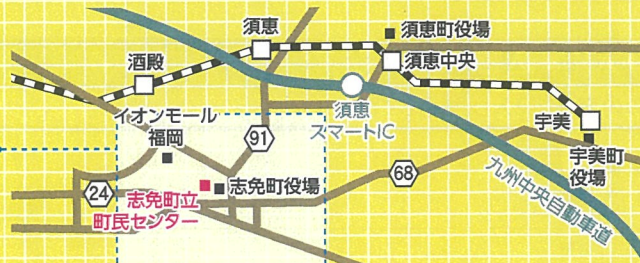 須恵
須恵町役場
酒殿
須恵中央
イオンモール
福岡
須恵
スマートIC
宇美
91
宇美町
役場
68
24
志免町役場
志免町立
町民センター
九州中央自動車道